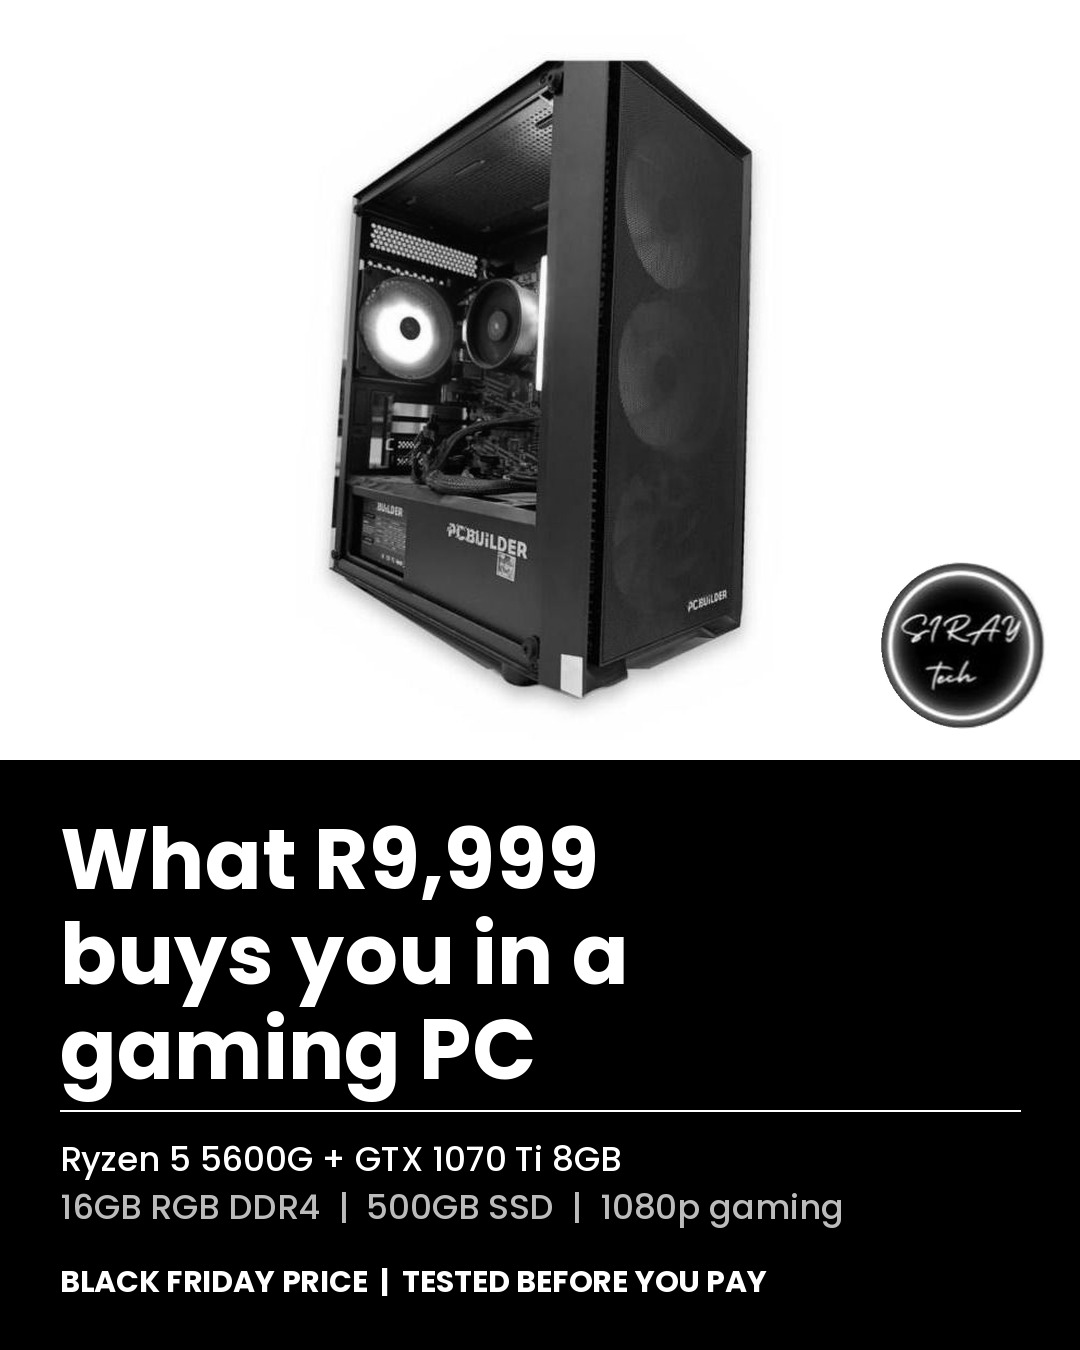 BUILDER
PCBUILDER
PCBUILDER
SIRAY
tech
What R9,999
buys you in a
gaming PC
Ryzen 5 5600G + GTX 1070 Ti 8GB
16GB RGB DDR4 | 500GB SSD | 1080p gaming
BLACK FRIDAY PRICE | TESTED BEFORE YOU PAY